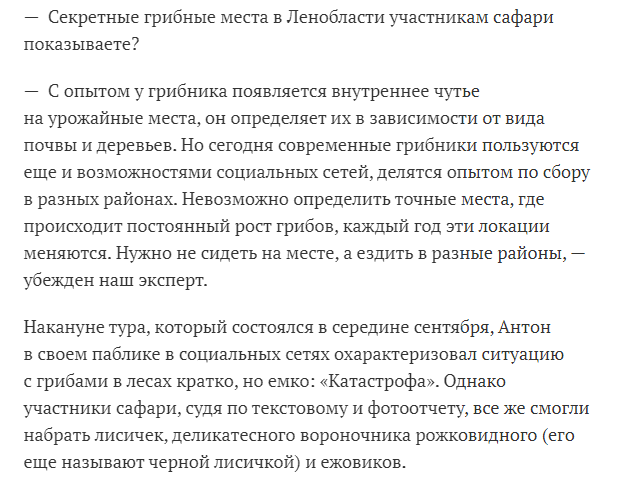 — Секретные грибные места в Ленобласти участникам сафари
показываете?
— С опытом у грибника появляется внутреннее чутье
на урожайные места, он определяет их в зависимости от вида
почвы и деревьев. Но сегодня современные грибники пользуются
еще и возможностями социальных сетей, делятся опытом по сбору
в разных районах. Невозможно определить точные места, где
происходит постоянный рост грибов, каждый год эти локации
меняются. Нужно не сидеть на месте, а ездить в разные районы, —
убежден наш эксперт.
Накануне тура, который состоялся в середине сентября, Антон
в своем паблике в социальных сетях охарактеризовал ситуацию
с грибами в лесах кратко, но емко: «Катастрофа». Однако
участники сафари, судя по текстовому и фотоотчету, все же смогли
набрать лисичек, деликатесного вороночника рожковидного (его
еще называют черной лисичкой) и ежовиков.